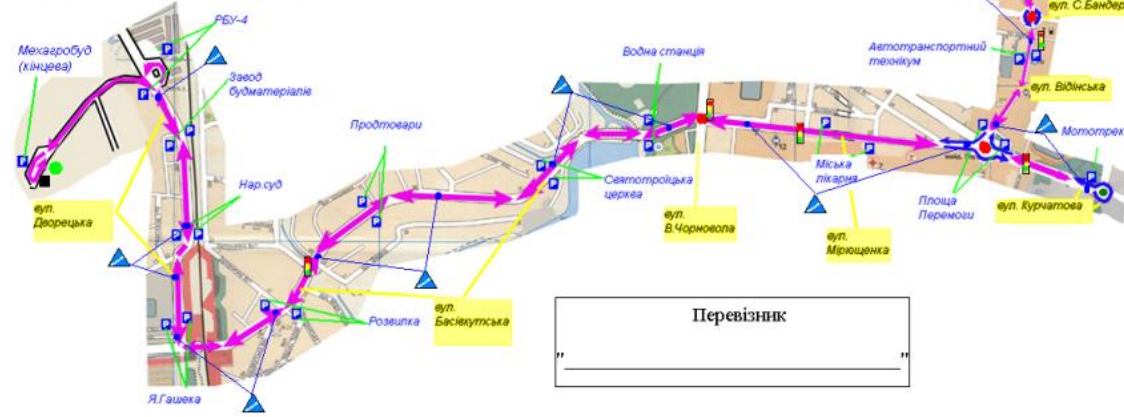 РБУ-4
Мехагробуд
(кінцева)
Завод
будматеріалів
Водна станція
Автотранспортний
технікум
вул. С.Бандер
вул. Відінська
Мототрек
Продтовари
Нар.суд
вул.
Дворецька
Святотроїцька
церква
Міська
лікарня
Площа
Перемоги
вул. Курчатова
вул.
В.Чорновола
вул.
Мірющенка
вул.
Басівкутська
Розвилка
Я.Гашека
Перевізник
"______________________________"